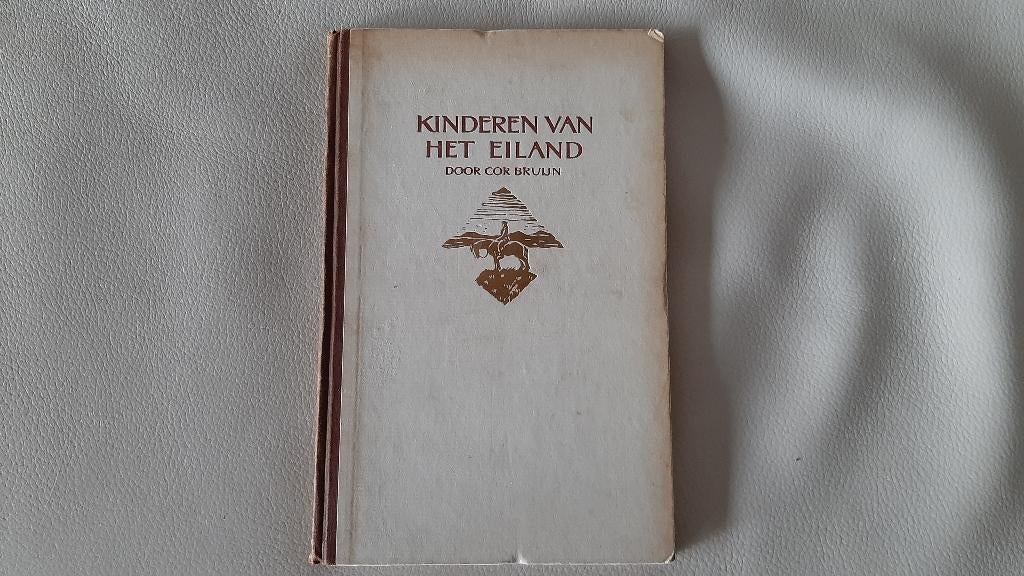 KINDEREN VAN
HET EILAND
DOOR COR BRUIJN